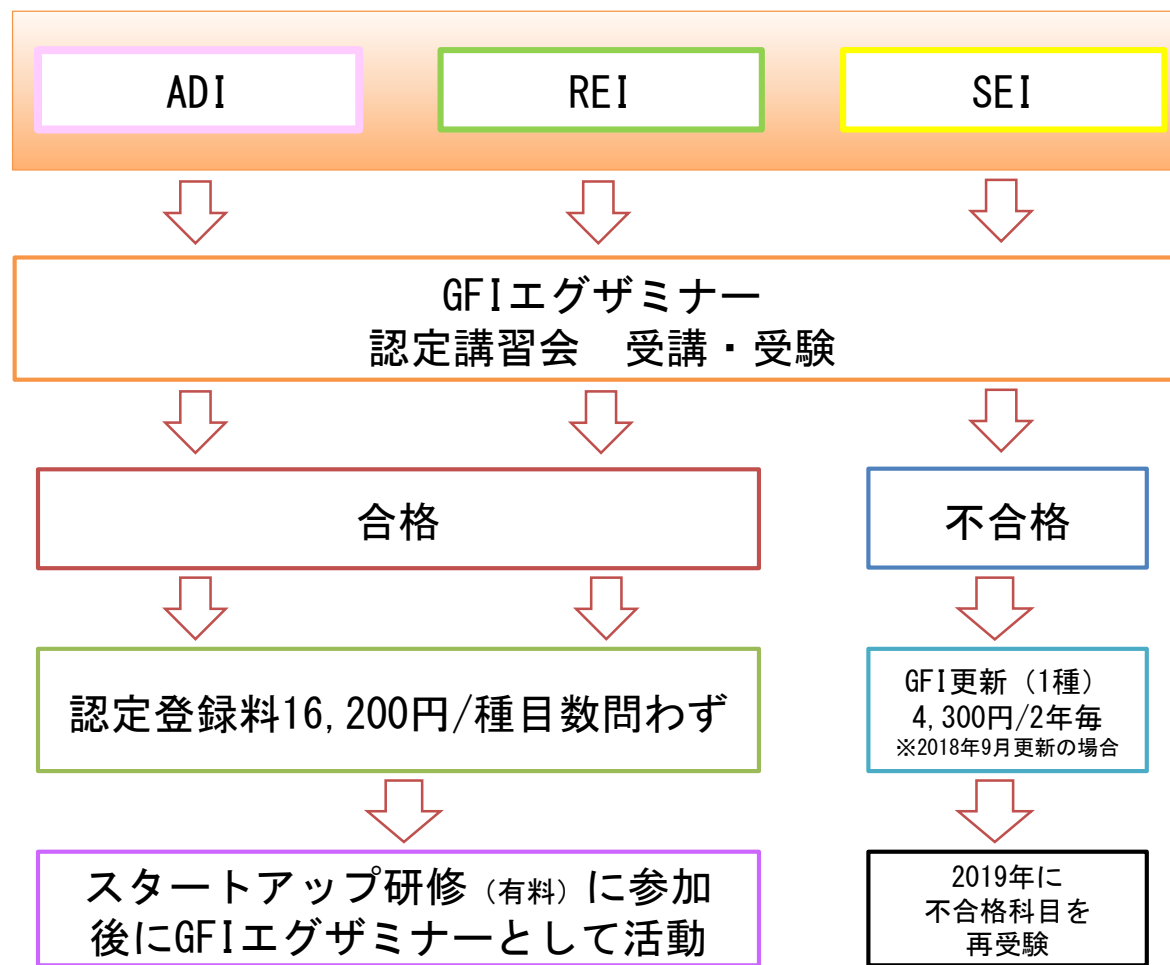 ADI
REI
SEI
GFIエグザミナー
認定講習会　受講・受験
合格
不合格
認定登録料16,200円/種目数問わず
GFI更新（1種）
4,300円/2年毎
※2018年9月更新の場合
スタートアップ研修（有料）に参加
後にGFIエグザミナーとして活動
2019年に
不合格科目を
再受験